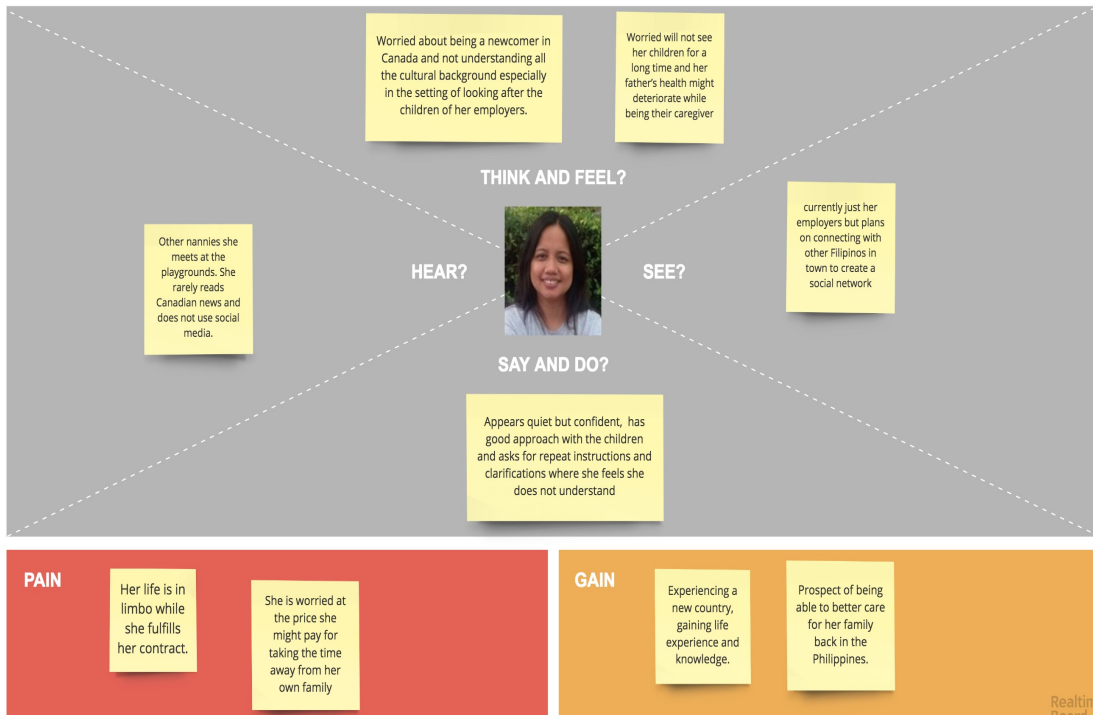 Worried about being a newcomer in
Canada and not understanding all
the cultural background especially
in the setting of looking after the
children of her employers.
Worried will not see
her children for a
long time and her
father's health might
deteriorate while
being their caregiver
THINK AND FEEL?
Other nannies she
meets at the
playgrounds. She
rarely reads
Canadian news and
does not use social
media.
HEAR?
SEE?
currently just her
employers but plans
on connecting with
other Filipinos in
town to create a
social network
SAY AND DO?
Appears quiet but confident, has
good approach with the children
and asks for repeat instructions and
clarifications where she feels she
does not understand
PAIN
Her life is in
limbo while
she fulfills
her contract.
She is worried at
the price she
might pay for
taking the time
away from her
own family
GAIN
Experiencing a
new country,
gaining life
experience and
knowledge.
Prospect of being
able to better care
for her family
back in the
Philippines.